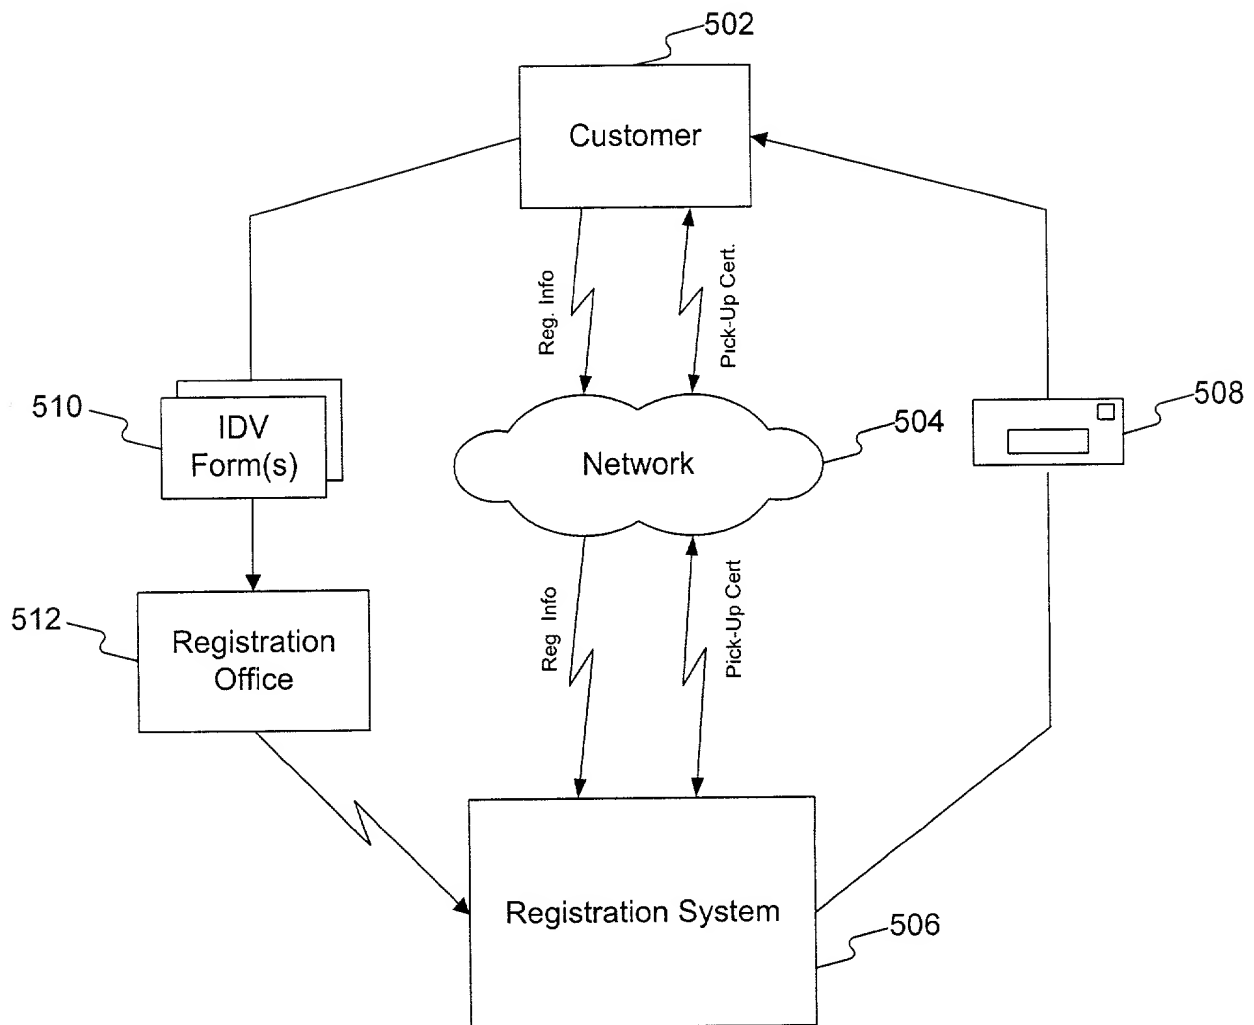 502
Customer
Reg. Info
Pick-Up Cert.
510
IDV
Form(s)
504
Network
508
512
Registration
Office
Reg Info
Pick-Up Cert
Registration System
506